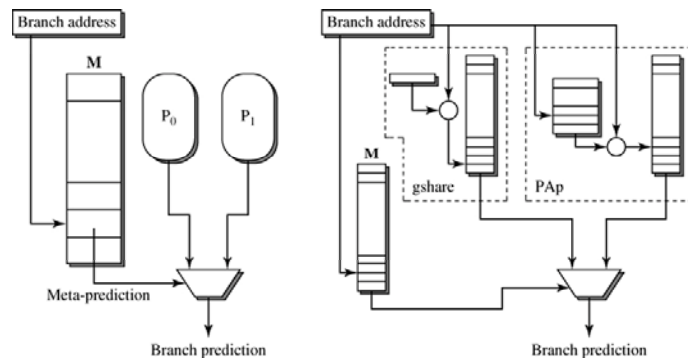 Branch address
M
P0
P1
Meta-prediction
Branch prediction
Branch address
gshare
PAp
M
Branch prediction